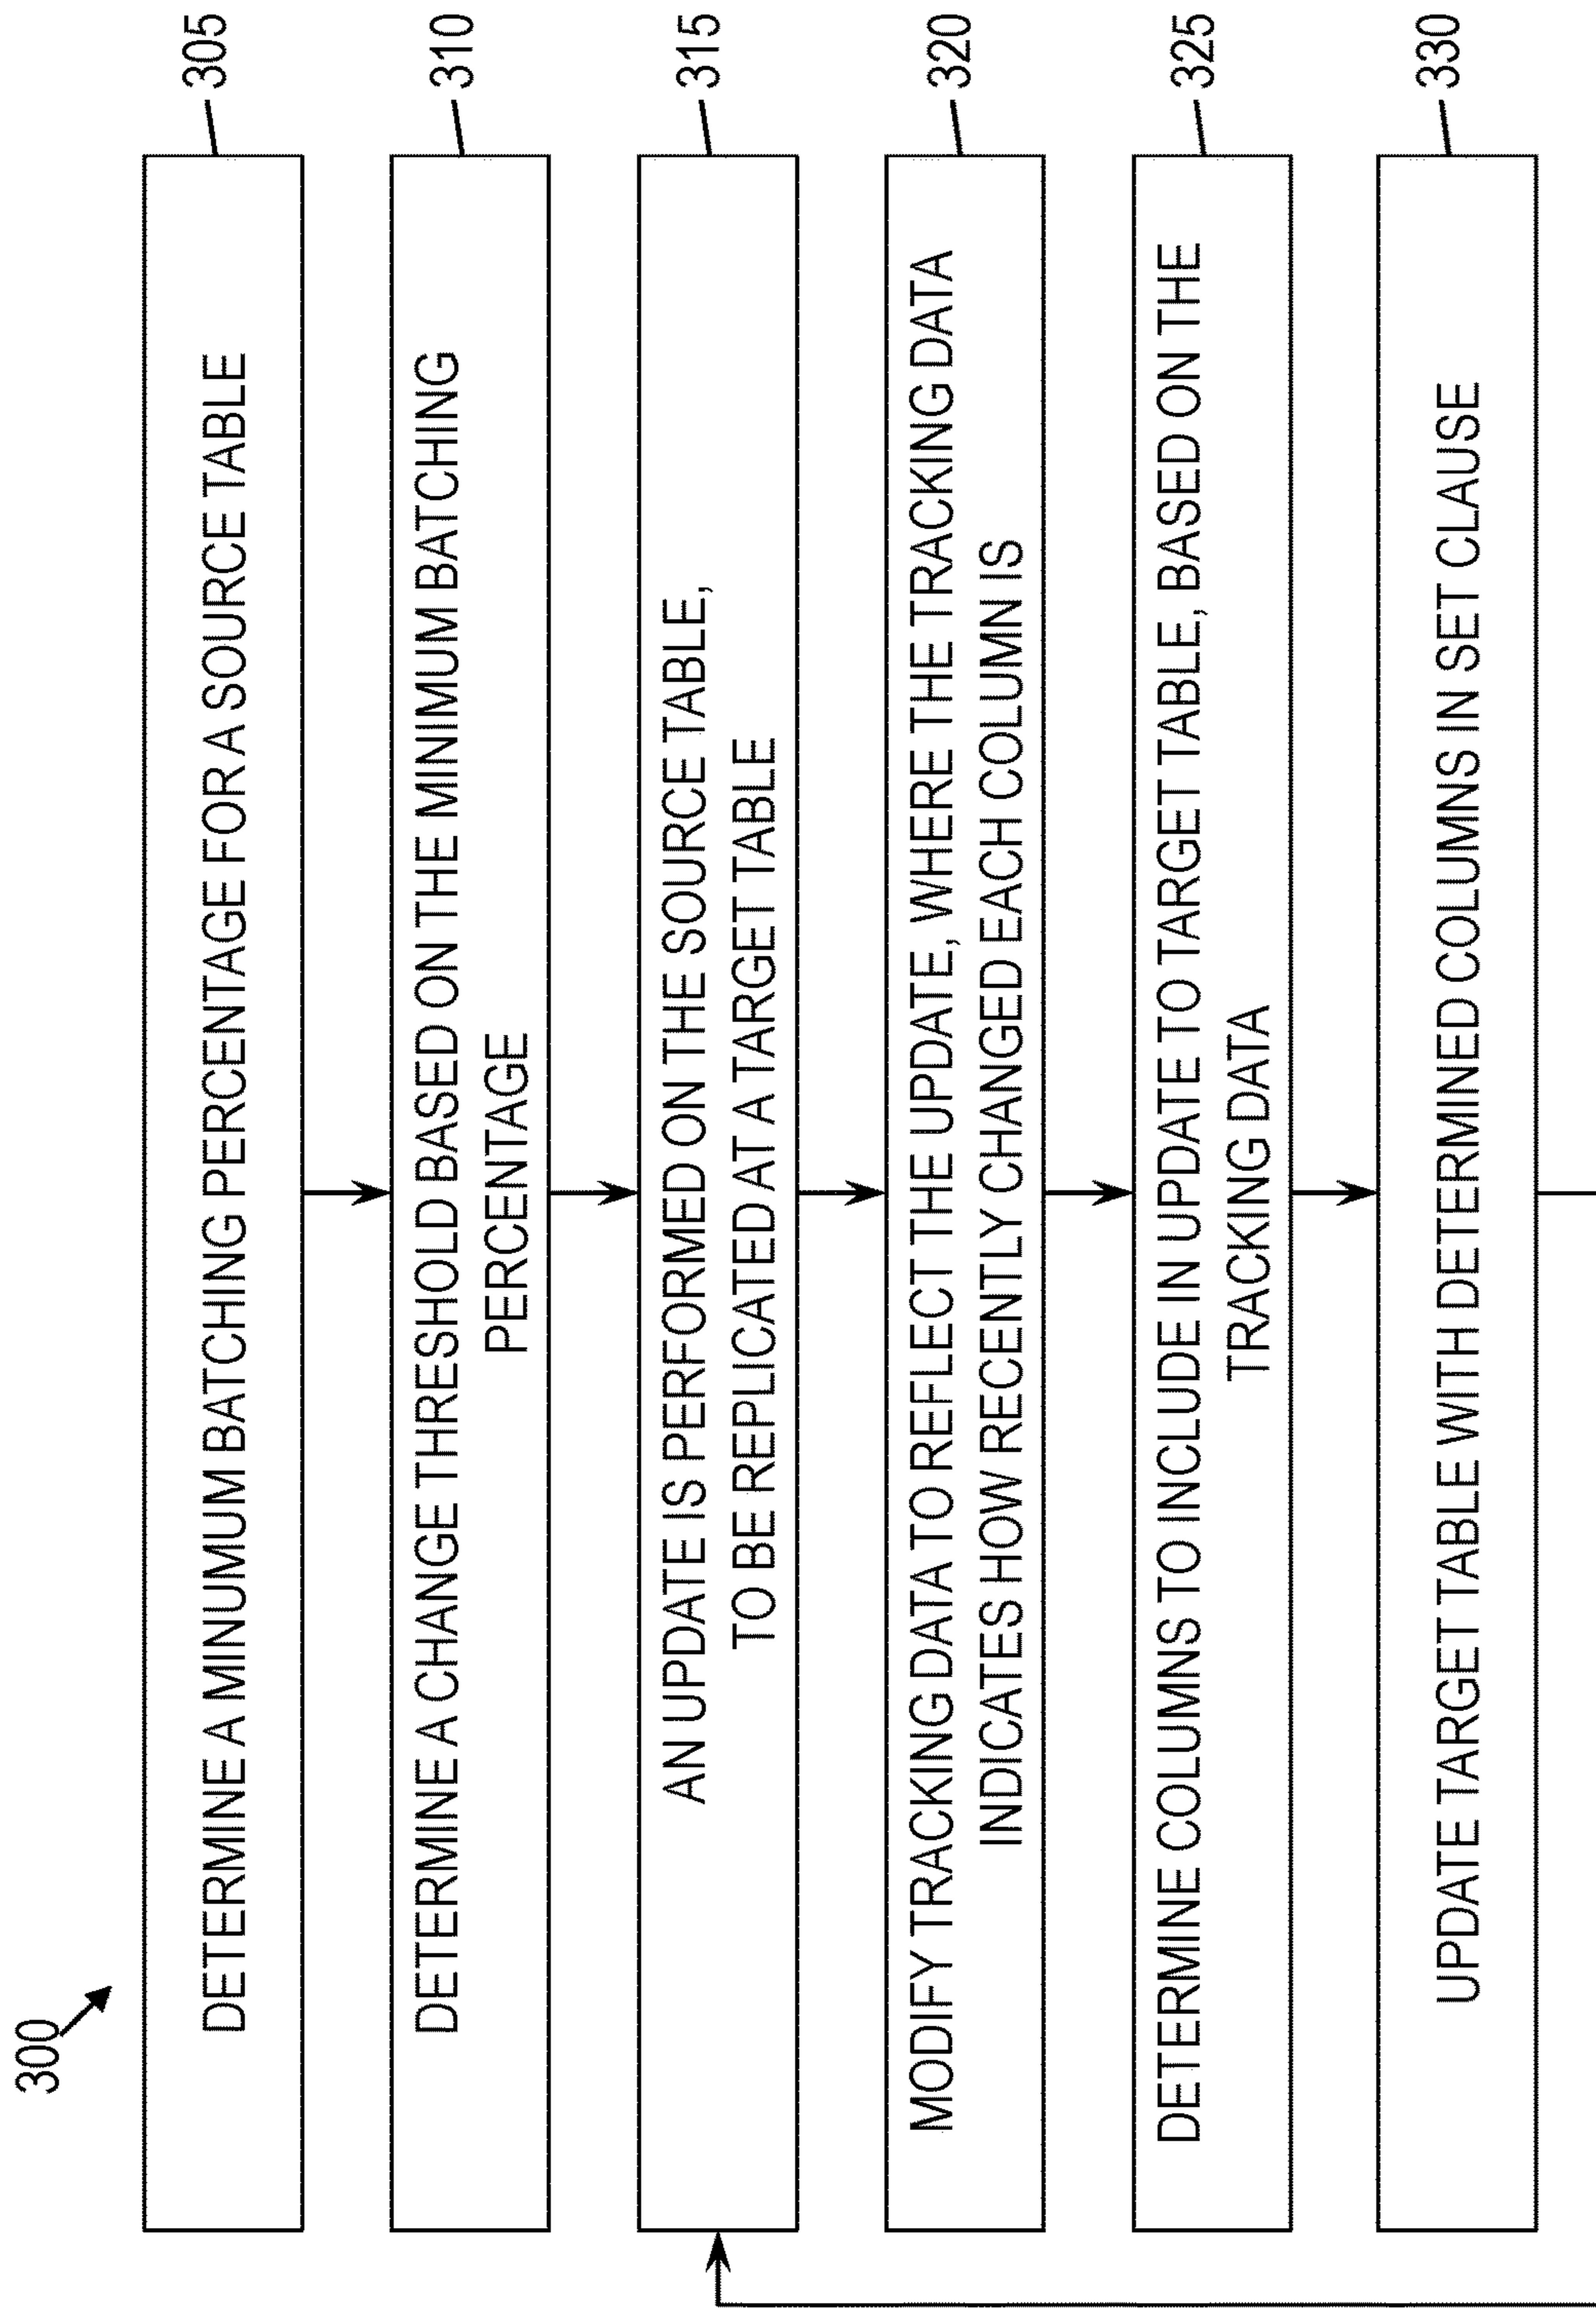 300
DETERMINE A MINUMUM BATCHING PERCENTAGE FOR A SOURCE TABLE
305
DETERMINE A CHANGE THRESHOLD BASED ON THE MINIMUM BATCHING
PERCENTAGE
310
AN UPDATE IS PERFORMED ON THE SOURCE TABLE,
TO BE REPLICATED AT A TARGET TABLE
315
MODIFY TRACKING DATA TO REFLECT THE UPDATE, WHERE THE TRACKING DATA
INDICATES HOW RECENTLY CHANGED EACH COLUMN IS
320
DETERMINE COLUMNS TO INCLUDE IN UPDATE TO TARGET TABLE, BASED ON THE
TRACKING DATA
325
UPDATE TARGET TABLE WITH DETERMINED COLUMNS IN SET CLAUSE
330